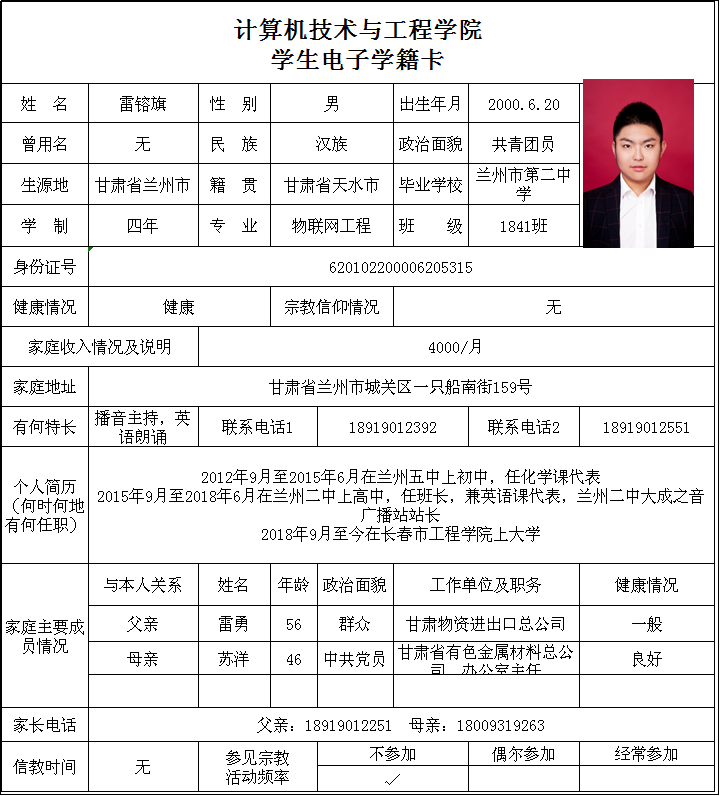 计算机技术与工程学院
学生电子学籍卡
姓 名 雷镕旗 性 别 男 出生年月 2000.6.20
曾用名 无 民 族 汉族 政治面貌 共青团员
生源地 甘肃省兰州市 籍 贯 甘肃省天水市 毕业学校 兰州市第二中学
学 制 四年 专 业 物联网工程 班 级 1841班
身份证号 620102200006205315
健康情况 健康 宗教信仰情况 无
家庭收入情况及说明 4000/月
家庭地址 甘肃省兰州市城关区一只船南街159号
有何特长 播音主持，英语朗诵 联系电话1 18919012392 联系电话2 18919012551
个人简历（何时何地有何任职）
2012年9月至2015年6月在兰州五中上初中，任化学课代表
2015年9月至2018年6月在兰州二中上高中，任班长，兼英语课代表，兰州二中大成之音
广播站站长
2018年9月至今在长春市工程学院上大学
家庭主要成员情况
与本人关系 姓名 年龄 政治面貌 工作单位及职务 健康情况
父亲 雷勇 56 群众 甘肃物资进出口总公司 一般
母亲 苏洋 46 中共党员 甘肃省有色金属材料总公司，办公室主任 良好
家长电话 父亲：18919012251 母亲：18009319263
信教时间 无 参见宗教活动频率 不参加 偶尔参加 经常参加
✓